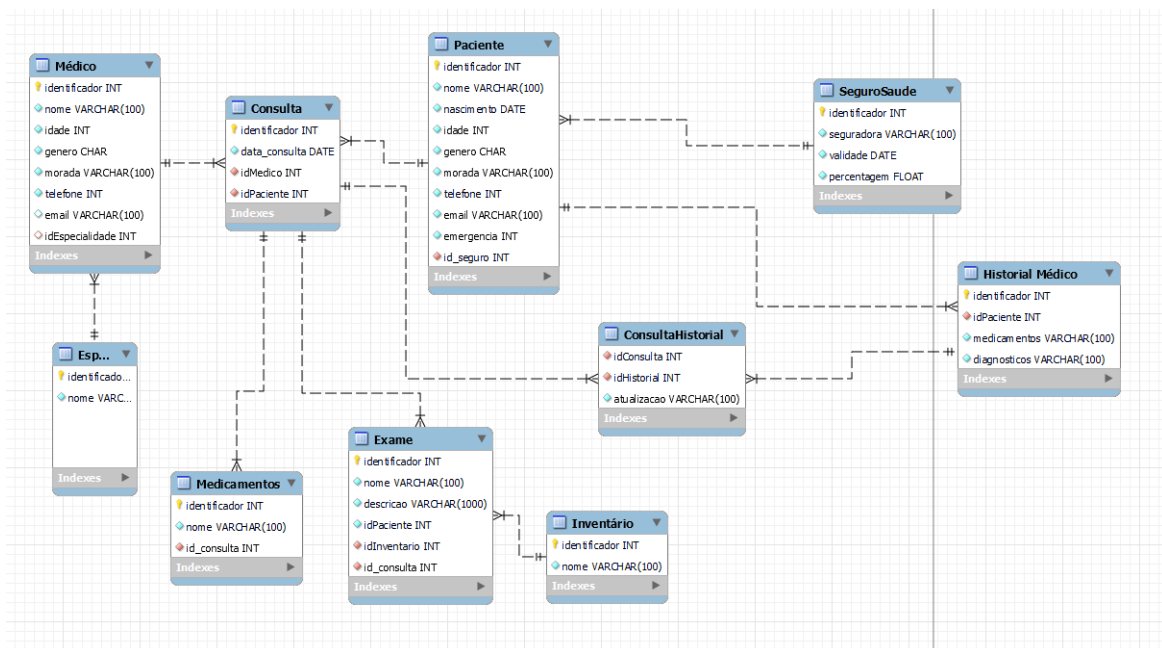 Médico
identificador INT
nome VARCHAR(100)
idade INT
genero CHAR
morada VARCHAR(100)
telefone INT
email VARCHAR(100)
idEspecialidade INT
Indexes
Consulta
identificador INT
data_consulta DATE
idMedico INT
idPaciente INT
Indexes
Paciente
identificador INT
nome VARCHAR(100)
nascimento DATE
idade INT
genero CHAR
morada VARCHAR(100)
telefone INT
email VARCHAR(100)
emergencia INT
id_seguro INT
Indexes
SeguroSaude
identificador INT
seguradora VARCHAR(100)
validade DATE
percentagem FLOAT
Indexes
Historial Médico
identificador INT
idPaciente INT
medicamentos VARCHAR(100)
diagnosticos VARCHAR(100)
Indexes
ConsultaHistorial
idConsulta INT
idHistorial INT
atualizacao VARCHAR(100)
Indexes
Esp...
identificado...
nome VARC...
Indexes
Medicamentos
identificador INT
nome VARCHAR(100)
id_consulta INT
Indexes
Exame
identificador INT
nome VARCHAR(100)
descricao VARCHAR(1000)
idPaciente INT
idInventario INT
id_consulta INT
Indexes
Inventário
identificador INT
nome VARCHAR(100)
Indexes